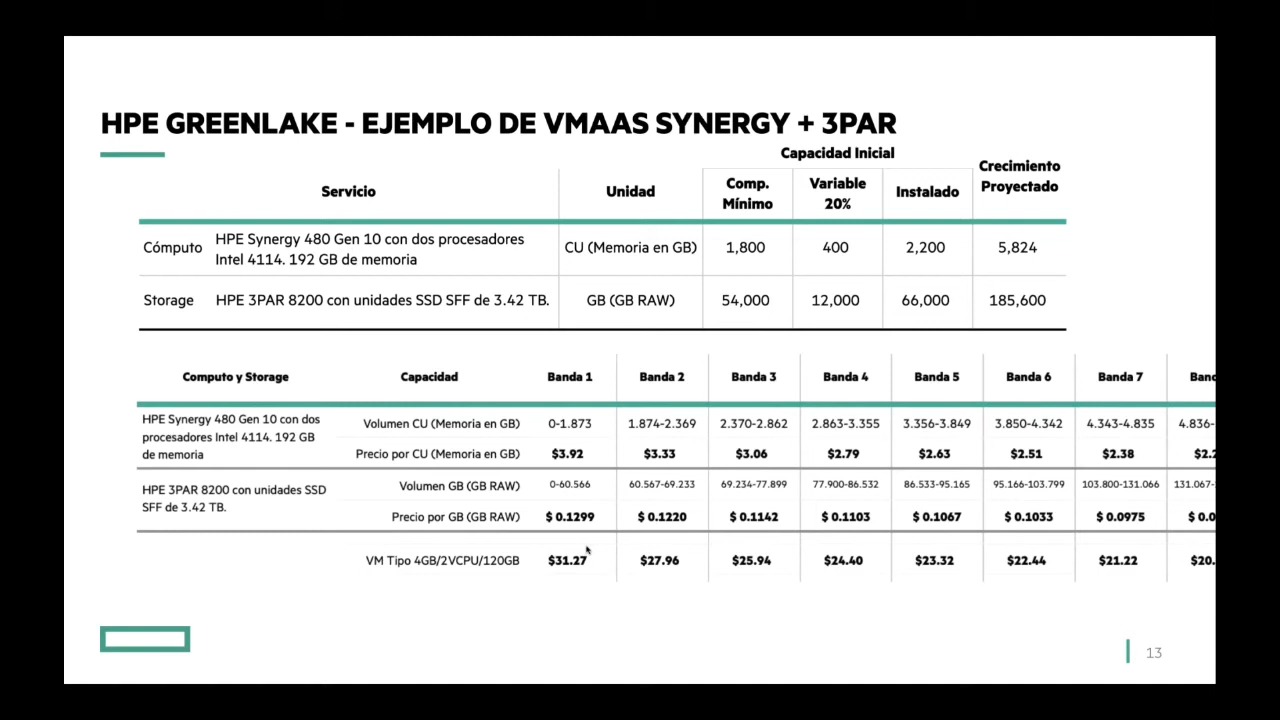 HPE GREENLAKE - EJEMPLO DE VMAAS SYNERGY + 3PAR
Capacidad Inicial
Servicio Unidad Comp. Mínimo Variable 20% Instalado Crecimiento Proyectado
Cómputo HPE Synergy 480 Gen 10 con dos procesadores Intel 4114. 192 GB de memoria CU (Memoria en GB) 1,800 400 2,200 5,824
Storage HPE 3PAR 8200 con unidades SSD SFF de 3.42 TB. GB (GB RAW) 54,000 12,000 66,000 185,600
Computo y Storage Capacidad Banda 1 Banda 2 Banda 3 Banda 4 Banda 5 Banda 6 Banda 7
HPE Synergy 480 Gen 10 con dos procesadores Intel 4114. 192 GB de memoria
Volumen CU (Memoria en GB) 0-1.873 1.874-2.369 2.370-2.862 2.863-3.355 3.356-3.849 3.850-4.342 4.343-4.835 4.836-
Precio por CU (Memoria en GB) $3.92 $3.33 $3.06 $2.79 $2.63 $2.51 $2.38
HPE 3PAR 8200 con unidades SSD SFF de 3.42 TB.
Volumen GB (GB RAW) 0-60.566 60.567-69.233 69.234-77.899 77.900-86.532 86.533-95.165 95.166-103.799 103.800-131.066 131.067-
Precio por GB (GB RAW) $ 0.1299 $ 0.1220 $ 0.1142 $ 0.1103 $ 0.1067 $ 0.1033 $ 0.0975
VM Tipo 4GB/2VCPU/120GB $31.27 $27.96 $25.94 $24.40 $23.32 $22.44 $21.22 $20.
13